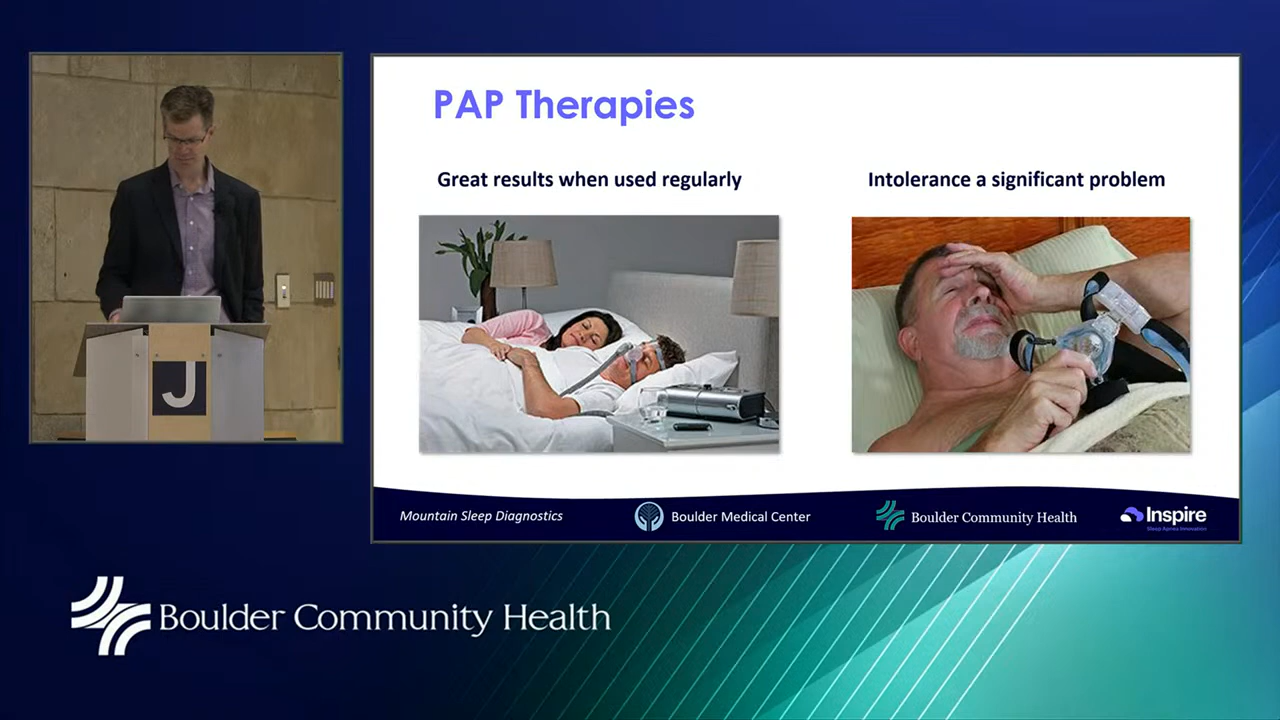 PAP Therapies
Great results when used regularly
Intolerance a significant problem
J
Mountain Sleep Diagnostics
Boulder Medical Center
Boulder Community Health
Inspire
Sleep Apnea Innovation
Boulder Community Health